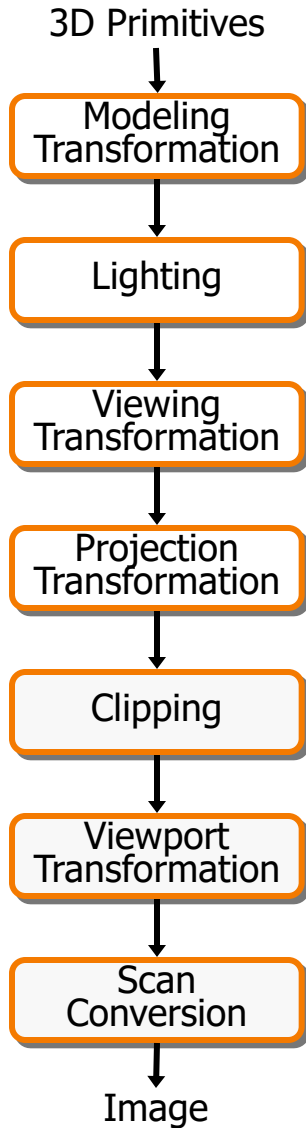 3D Primitives
Modeling
Transformation
Lighting
Viewing
Transformation
Projection
Transformation
Clipping
Viewport
Transformation
Scan
Conversion
Image